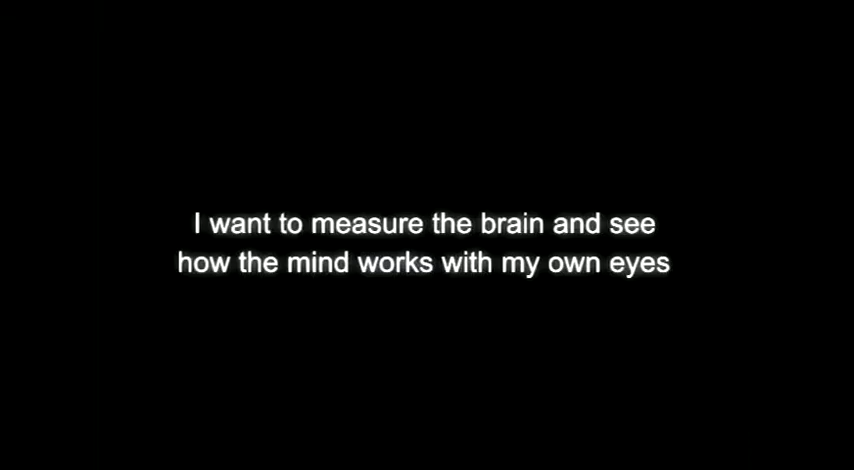 I want to measure the brain and see
how the mind works with my own eyes